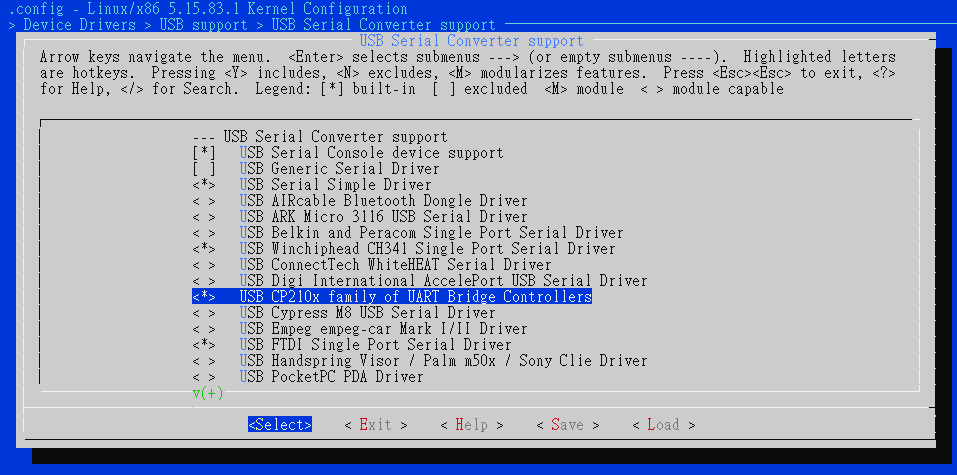 .config - Linux/x86 5.15.83.1 Kernel Configuration
> Device Drivers > USB support > USB Serial Converter support
USB Serial Converter support
Arrow keys navigate the menu.  <Enter> selects submenus ---> (or empty submenus ----).  Highlighted letters
are hotkeys.  Pressing <Y> includes, <N> excludes, <M> modularizes features.  Press <Esc><Esc> to exit, <?>
for Help, </> for Search.  Legend: [*] built-in  [ ] excluded  <M> module  < > module capable
--- USB Serial Converter support
[*]   USB Serial Console device support
[ ]   USB Generic Serial Driver
<*>   USB Serial Simple Driver
< >   USB AIRcable Bluetooth Dongle Driver
< >   USB ARK Micro 3116 USB Serial Driver
< >   USB Belkin and Peracom Single Port Serial Driver
<*>   USB Winchiphead CH341 Single Port Serial Driver
< >   USB ConnectTech WhiteHEAT Serial Driver
< >   USB Digi International AccelePort USB Serial Driver
<*>   USB CP210x family of UART Bridge Controllers
< >   USB Cypress M8 USB Serial Driver
< >   USB Empeg empeg-car Mark I/II Driver
<*>   USB FTDI Single Port Serial Driver
< >   USB Handspring Visor / Palm m50x / Sony Clie Driver
< >   USB PocketPC PDA Driver
v(+)
<Select>    < Exit >    < Help >    < Save >    < Load >